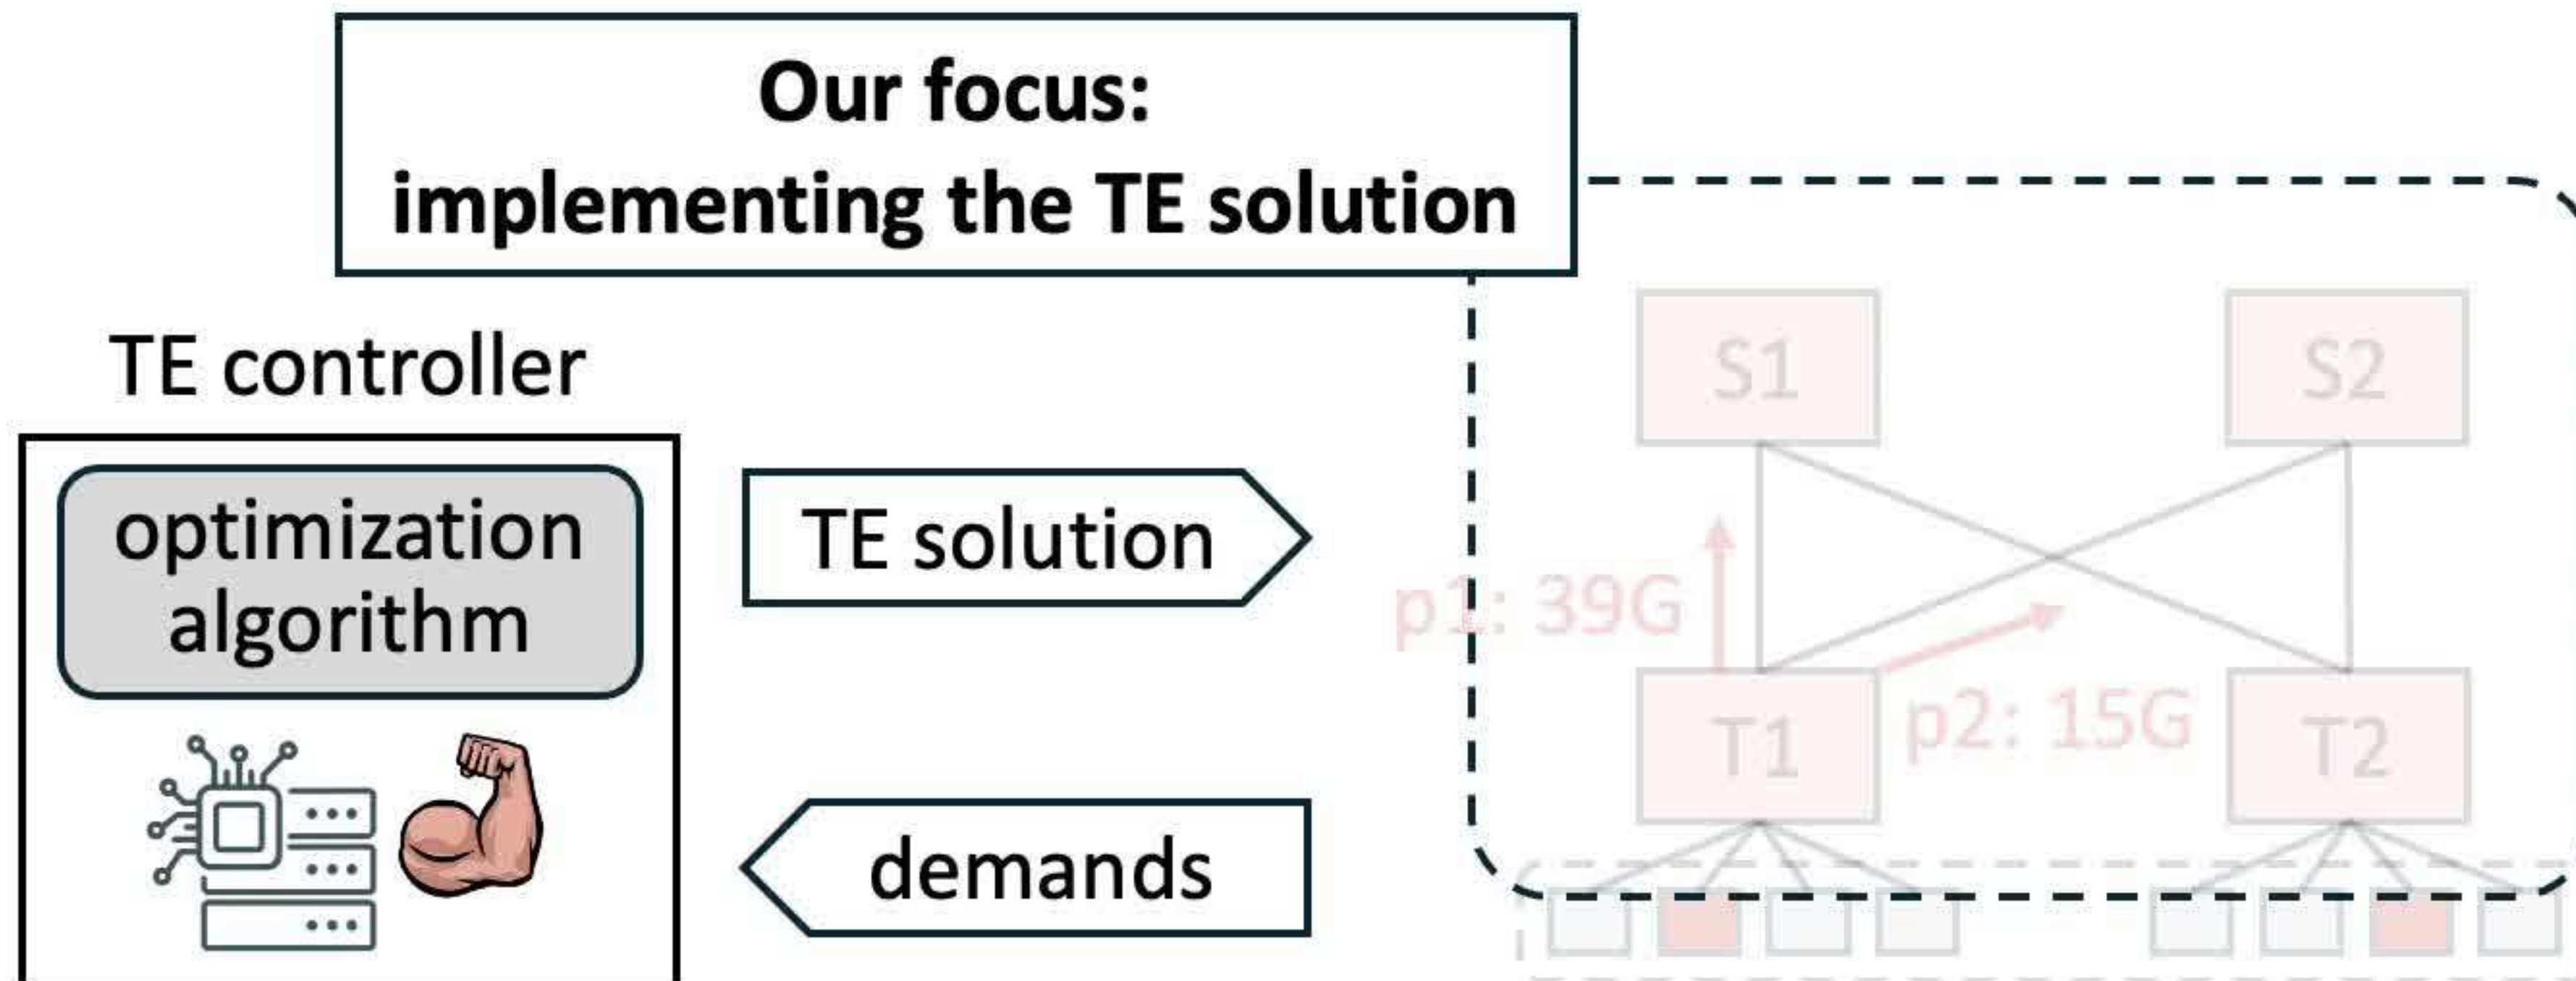 Our focus:
implementing the TE solution
TE controller
optimization
algorithm
TE solution
demands
S1
S2
p1: 39G
p2: 15G
T1
T2